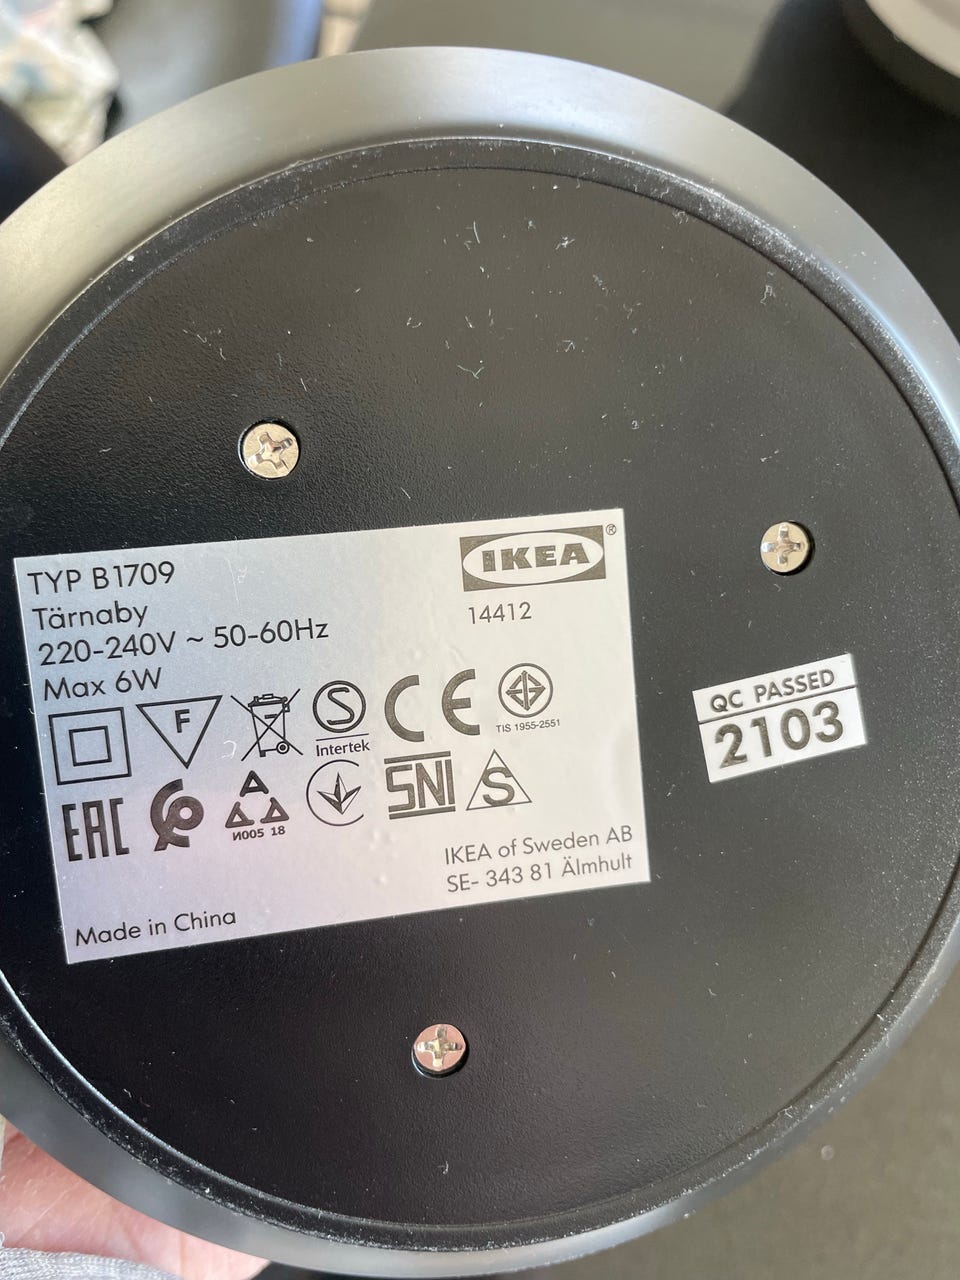 TYP B1709
Tärnaby
220-240V ~ 50-60Hz
Max 6W
IKEA®
14412
F
S
Intertek
CE
TIS 1955-2551
EAC
A
И005 18
SNI
S
IKEA of Sweden AB
SE- 343 81 Älmhult
Made in China
QC PASSED
2103